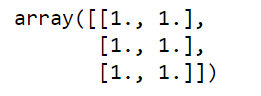 array([[1., 1.],
       [1., 1.],
       [1., 1.]])